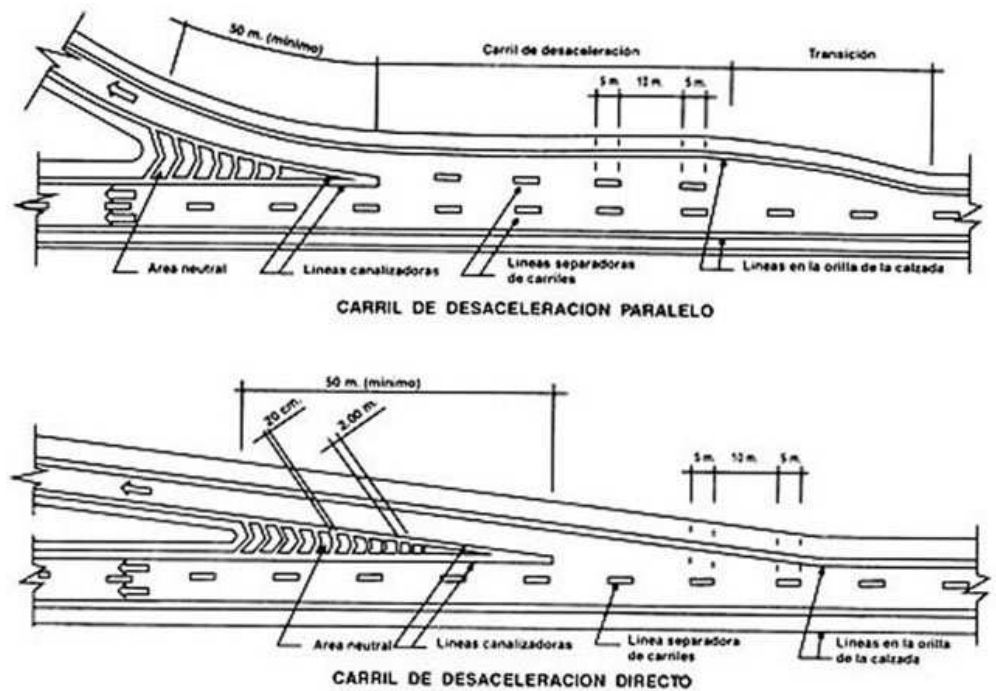 50 m. (mínimo)
Carril de desaceleración
Transición
5 m. 10 m. 5 m.
Area neutral
Lineas canalizadoras
Lineas separadoras
de carriles
Lineas en la orilla de la calzada
CARRIL DE DESACELERACION PARALELO
50 m. (mínimo)
20 cm.
2.00 m.
5 m. 10 m. 5 m.
Area neutral
Lineas canalizadoras
Linea separadora
de carriles
Lineas en la orilla
de la calzada
CARRIL DE DESACELERACION DIRECTO